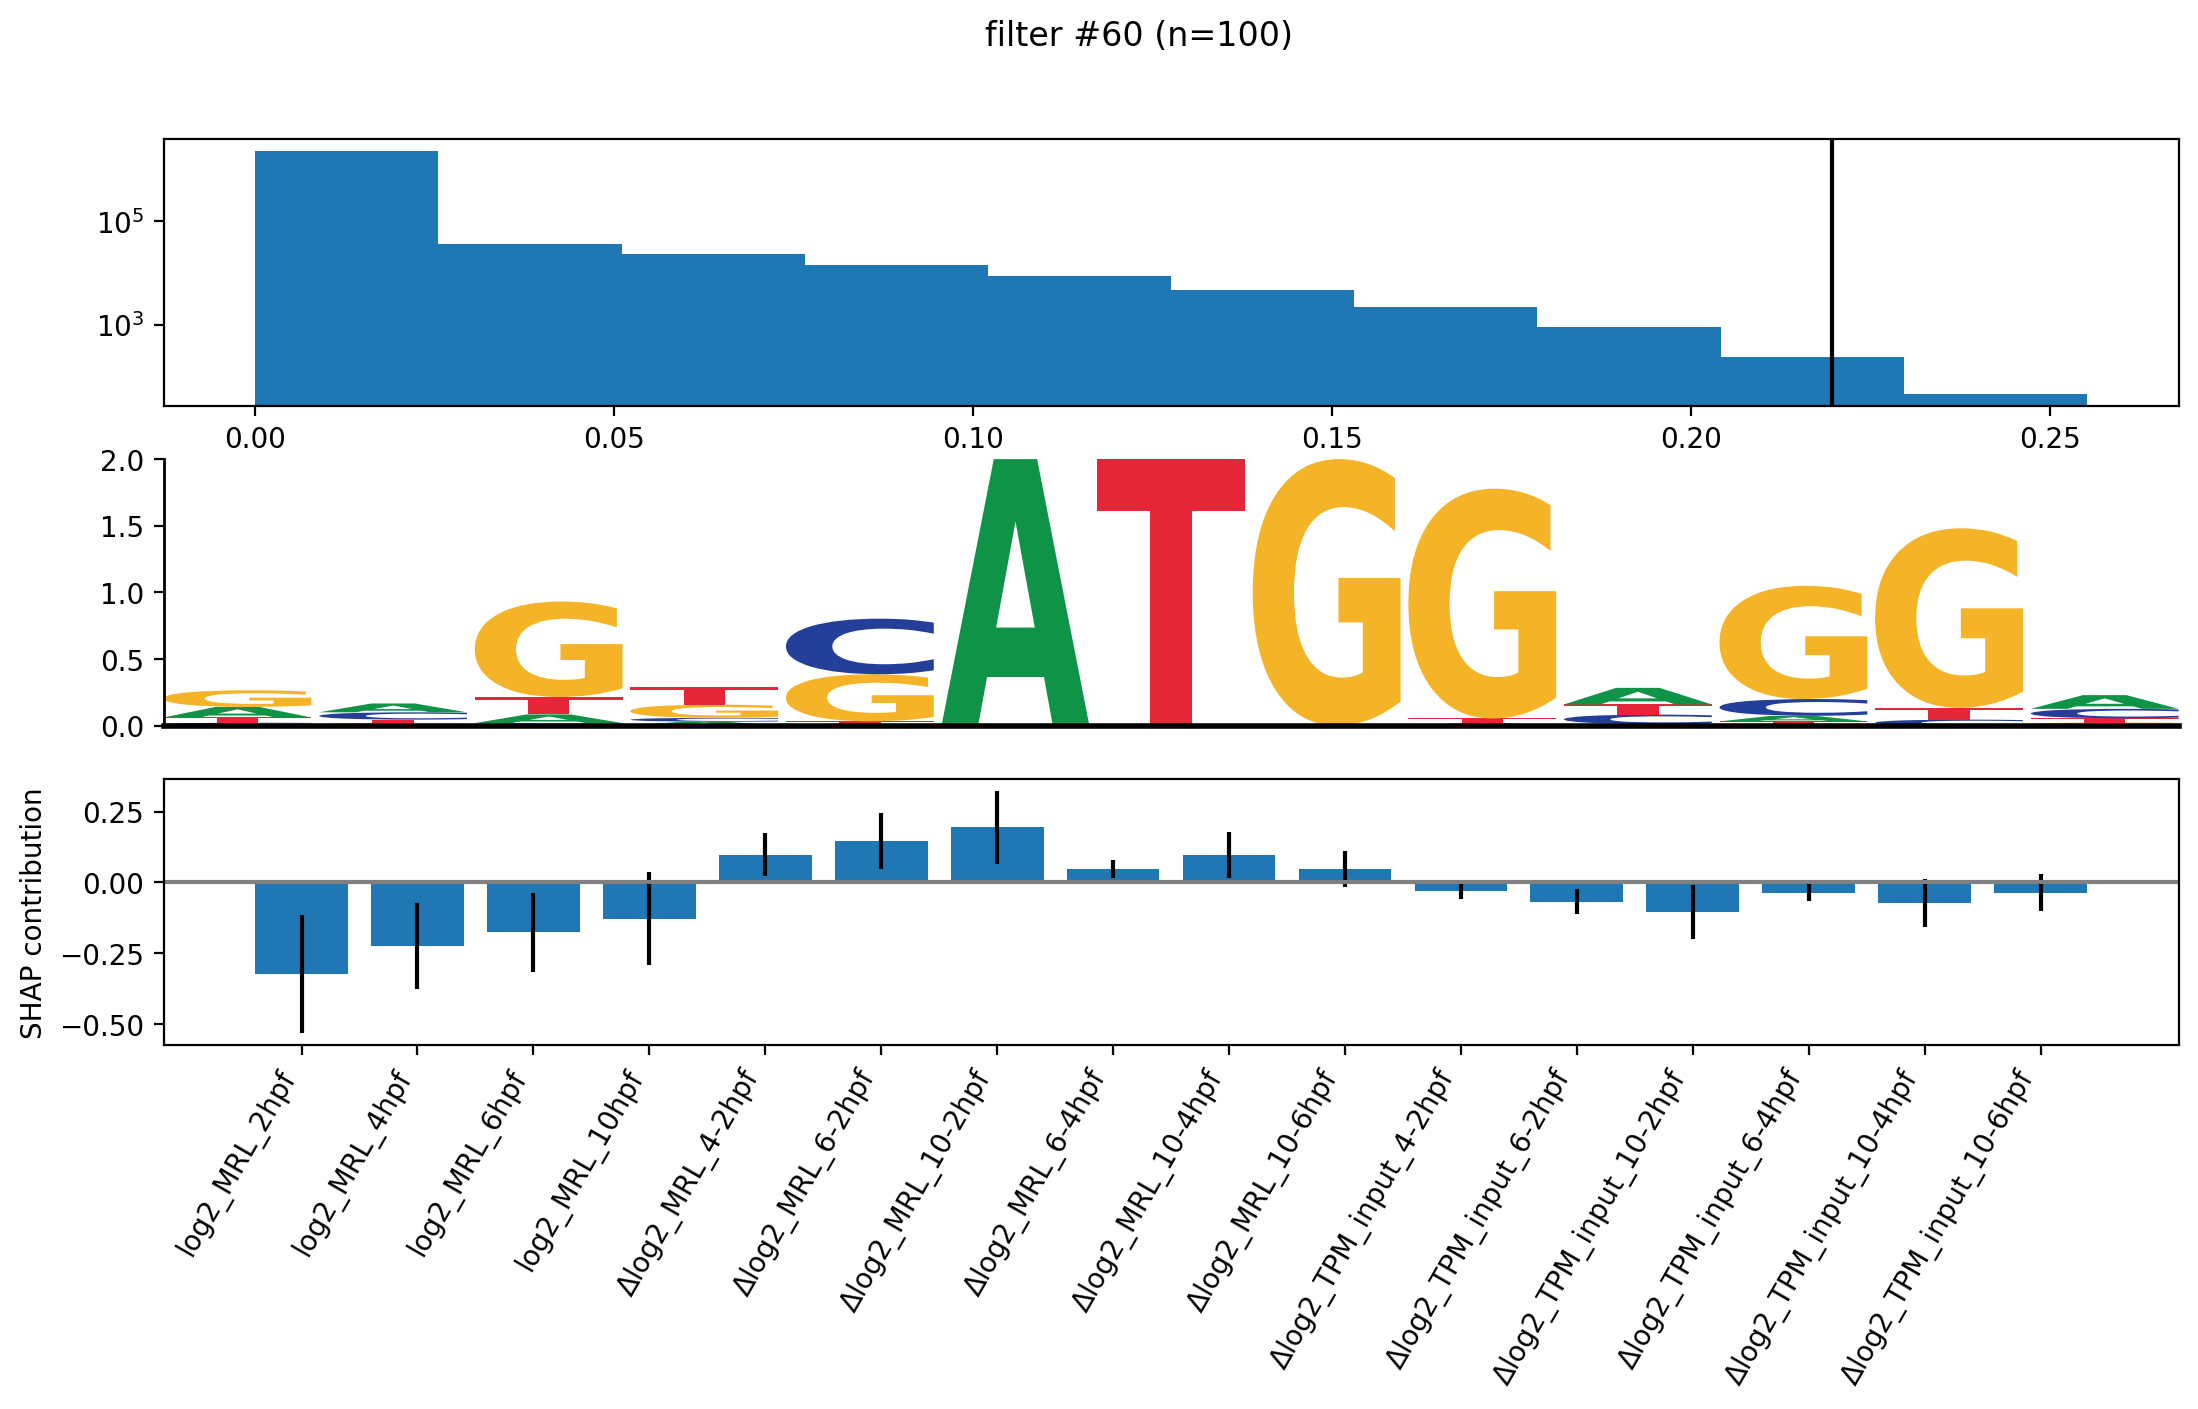 filter #60 (n=100)
10⁵
10³
0.00 0.05 0.10 0.15 0.20 0.25
2.0
1.5
1.0
0.5
0.0
G A G T C A T G G A G G A
A C T G G T C C T C
T T A C T T T A T C T
A C T
SHAP contribution
0.25
0.00
−0.25
−0.50
log2_MRL_2hpf
log2_MRL_4hpf
log2_MRL_6hpf
log2_MRL_10hpf
Δlog2_MRL_4-2hpf
Δlog2_MRL_6-2hpf
Δlog2_MRL_10-2hpf
Δlog2_MRL_6-4hpf
Δlog2_MRL_10-4hpf
Δlog2_MRL_10-6hpf
Δlog2_TPM_input_4-2hpf
Δlog2_TPM_input_6-2hpf
Δlog2_TPM_input_10-2hpf
Δlog2_TPM_input_6-4hpf
Δlog2_TPM_input_10-4hpf
Δlog2_TPM_input_10-6hpf